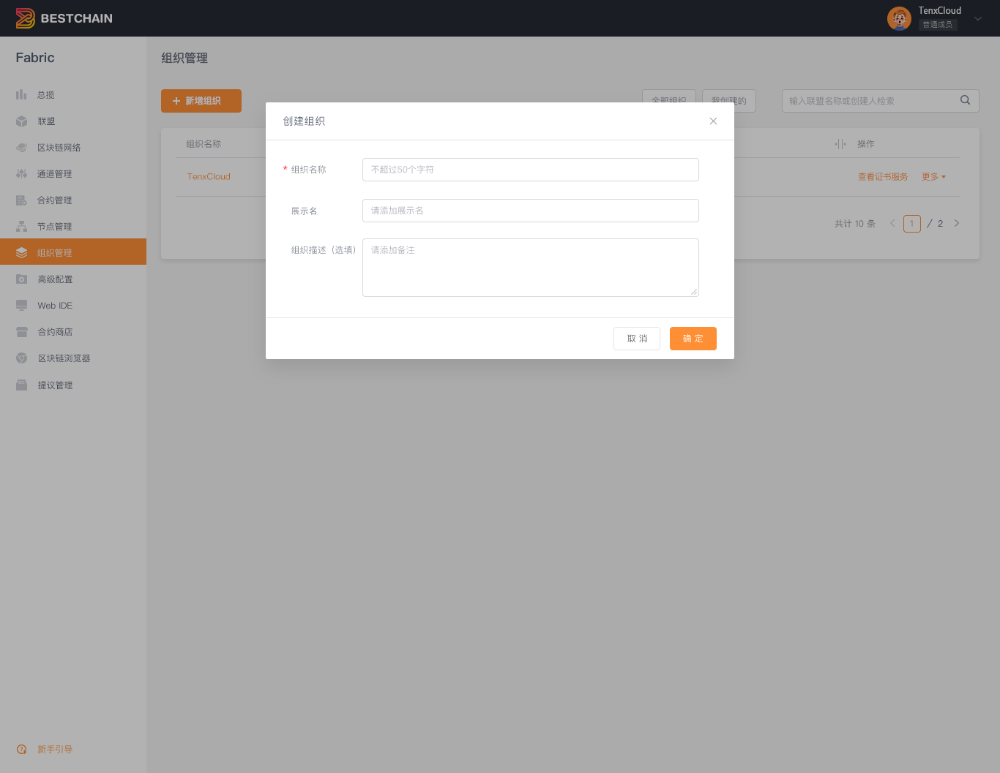 BESTCHAIN
TenxCloud
普通成员
Fabric
总揽
联盟
区块链网络
通道管理
合约管理
节点管理
组织管理
高级配置
Web IDE
合约商店
区块链浏览器
提议管理
新手引导
组织管理
+ 新增组织
全部组织
我创建的
输入联盟名称或创建人检索
组织名称
操作
TenxCloud
查看证书服务 更多
共计 10 条 1 / 2
创建组织
* 组织名称 不超过50个字符
展示名 请添加展示名
组织描述（选填） 请添加备注
取 消 确 定